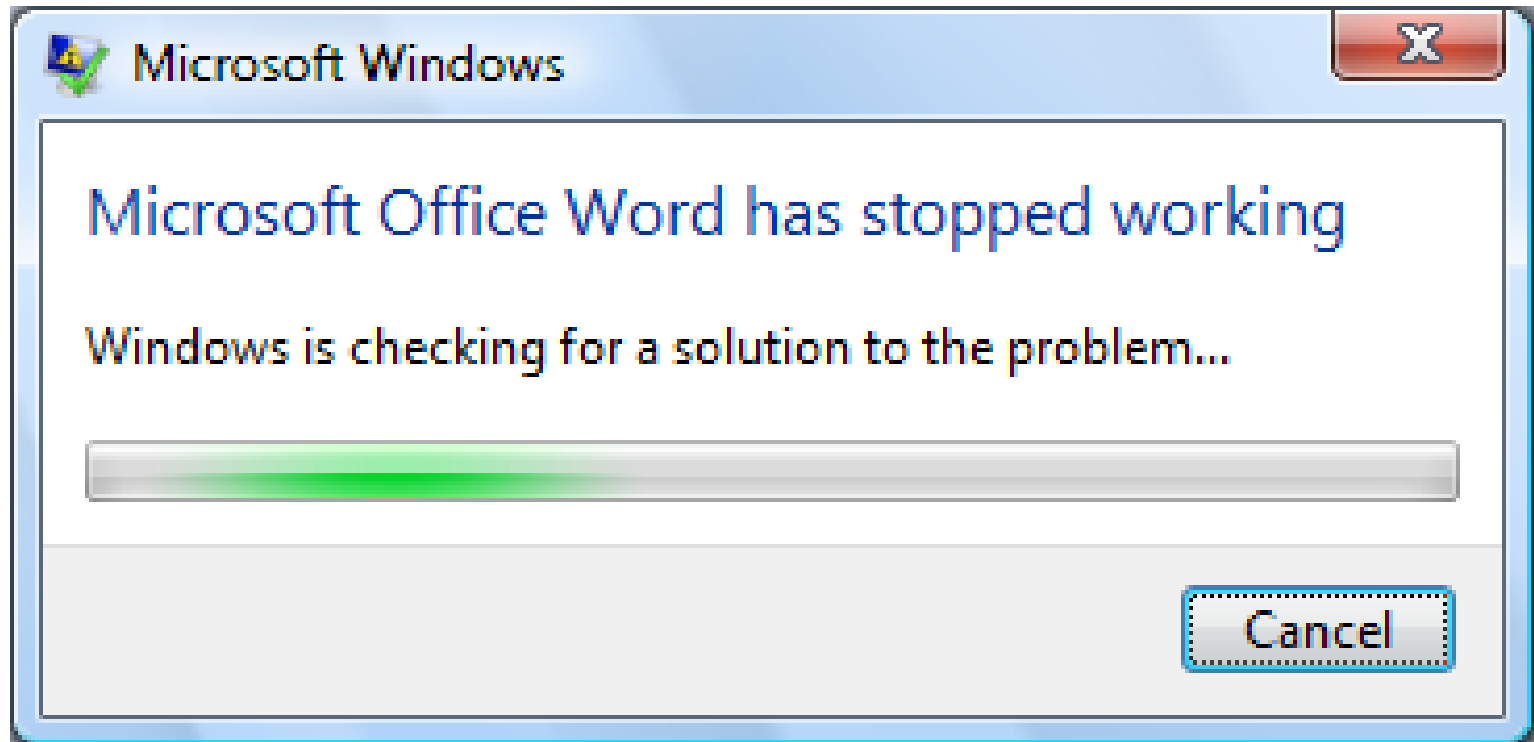 Microsoft Windows
Microsoft Office Word has stopped working
Windows is checking for a solution to the problem...
Cancel